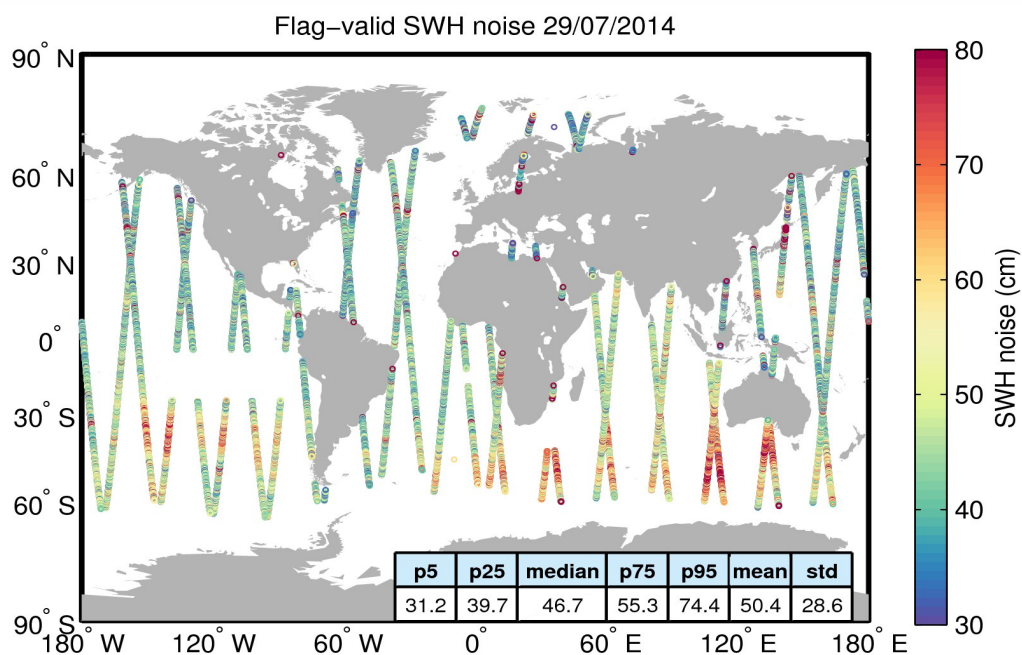 Flag−valid SWH noise 29/07/2014
90° N
60° N
30° N
0°
30° S
60° S
90° S
180° W
120° W
60° W
0°
60° E
120° E
180° E
p5 p25 median p75 p95 mean std
31.2 39.7 46.7 55.3 74.4 50.4 28.6
80
70
60
50
40
30
SWH noise (cm)